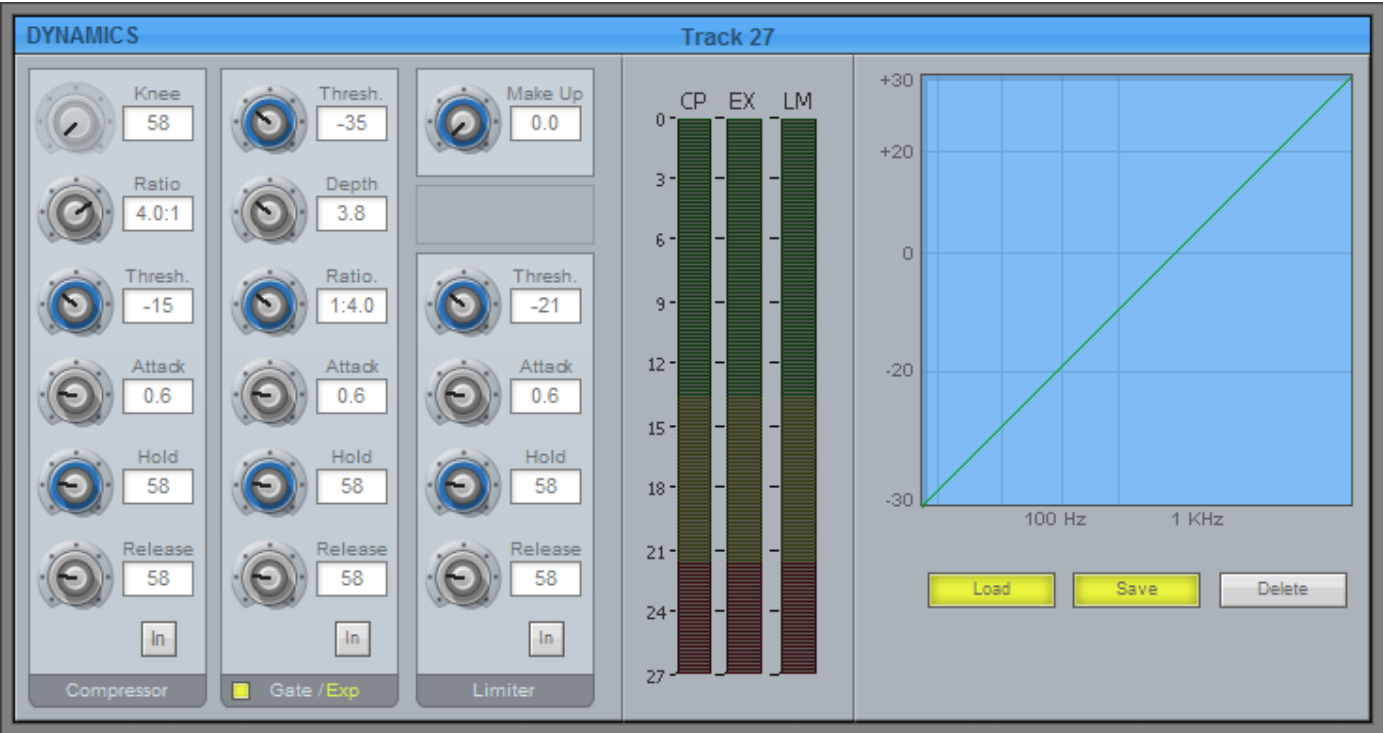 DYNAMICS
Track 27
Knee
58
Ratio
4.0:1
Thresh.
-15
Attack
0.6
Hold
58
Release
58
In
Compressor
Thresh.
-35
Depth
3.8
Ratio.
1:4.0
Attack
0.6
Hold
58
Release
58
In
Gate / Exp
Make Up
0.0
Thresh.
-21
Attack
0.6
Hold
58
Release
58
In
Limiter
CP EX LM
0
3
6
9
12
15
18
21
24
27
+30
+20
0
-20
-30
100 Hz 1 KHz
Load Save Delete